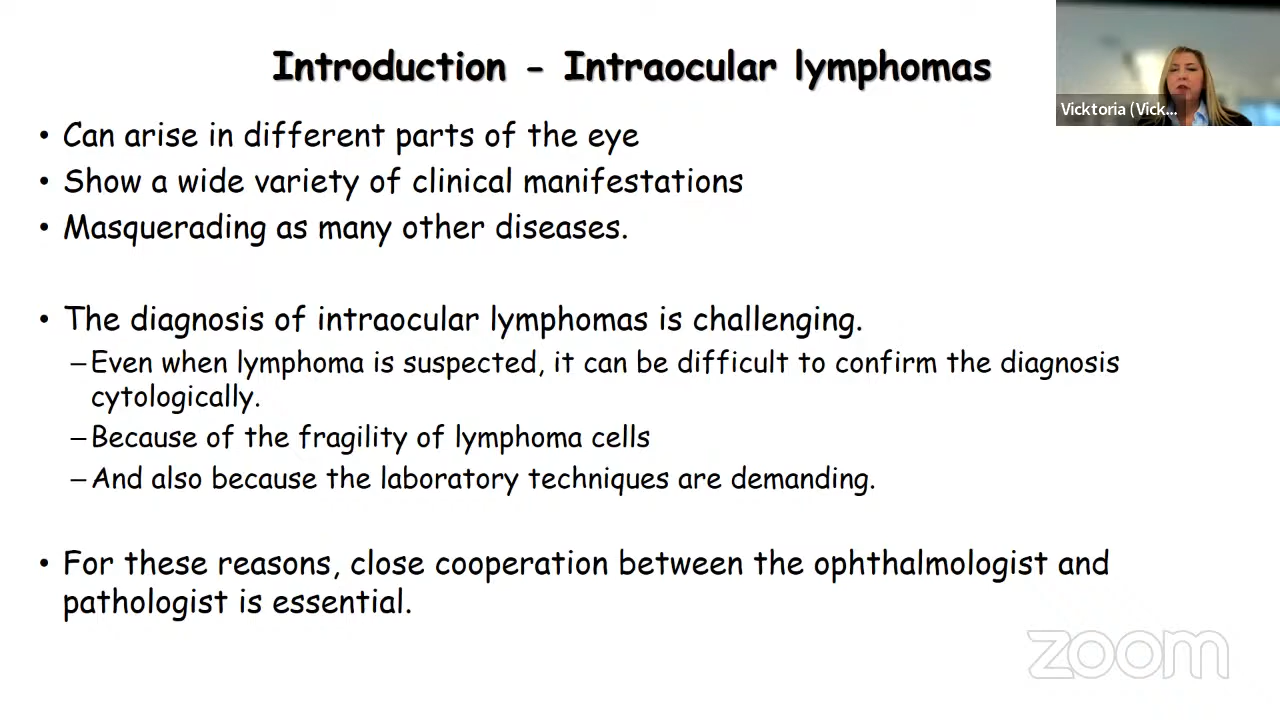 Introduction - Intraocular lymphomas
Vicktoria (Vick...
• Can arise in different parts of the eye
• Show a wide variety of clinical manifestations
• Masquerading as many other diseases.
• The diagnosis of intraocular lymphomas is challenging.
–Even when lymphoma is suspected, it can be difficult to confirm the diagnosis
cytologically.
–Because of the fragility of lymphoma cells
–And also because the laboratory techniques are demanding.
• For these reasons, close cooperation between the ophthalmologist and
pathologist is essential.
zoom